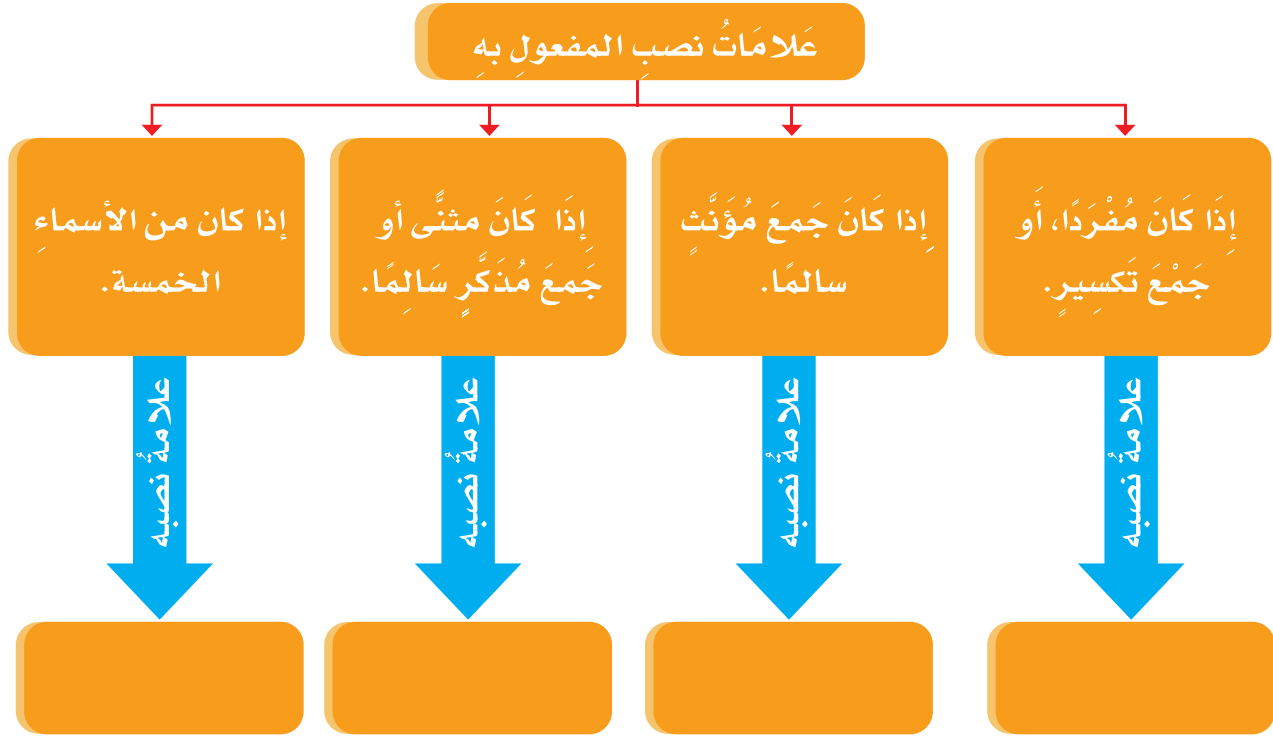 عَلامَاتُ نصبِ المفعولِ بهِ
إِذَا كَانَ مُفْرَدًا، أَو
جَمْعَ تَكسِيرٍ.
إِذا كَانَ جَمعَ مُؤَنَّثٍ
سالمًا.
إِذَا كَانَ مثنًّى أو
جَمعَ مُذَكَّرٍ سَالِمًا.
إذا كان من الأسماءِ
الخمسة.
علامةُ نصبه
علامةُ نصبه
علامةُ نصبه
علامةُ نصبه